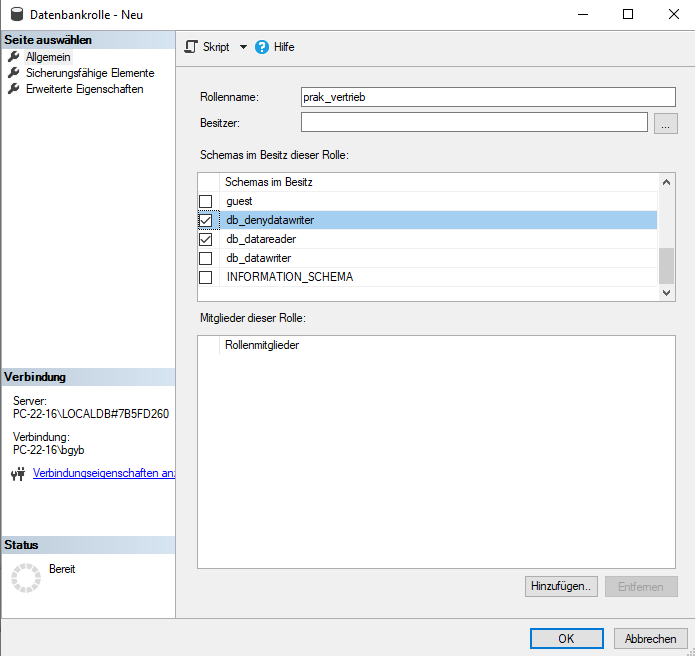 Datenbankrolle - Neu
Seite auswählen
Allgemein
Sicherungsfähige Elemente
Erweiterte Eigenschaften
Verbindung
Server:
PC-22-16\LOCALDB#7B5FD260
Verbindung:
PC-22-16\bgyb
Verbindungseigenschaften an
Status
Bereit
Skript
Hilfe
Rollenname:
prak_vertrieb
Besitzer:
...
Schemas im Besitz dieser Rolle:
Schemas im Besitz
guest
db_denydatawriter
db_datareader
db_datawriter
INFORMATION_SCHEMA
Mitglieder dieser Rolle:
Rollenmitglieder
Hinzufügen..
Entfernen
OK
Abbrechen